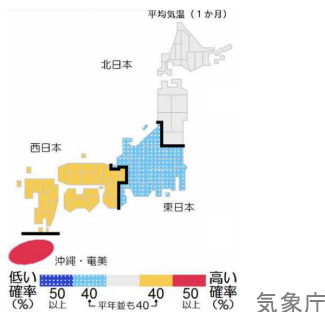 平均気温（１か月）
北日本
西日本
東日本
沖縄・奄美
低い 高い
確率 50 40 40 50 確率
(%) 以上 平年並も40 以上 (%)
気象庁